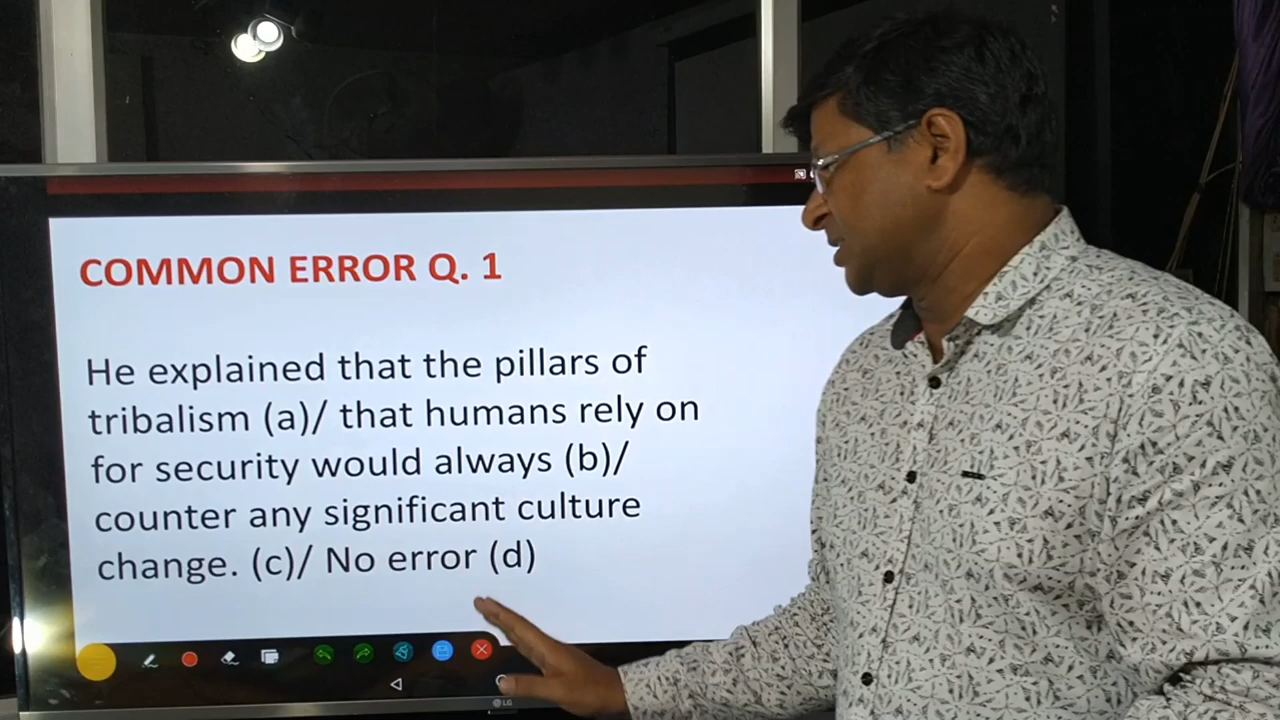 COMMON ERROR Q. 1
He explained that the pillars of
tribalism (a)/ that humans rely on
for security would always (b)/
counter any significant culture
change. (c)/ No error (d)
LG